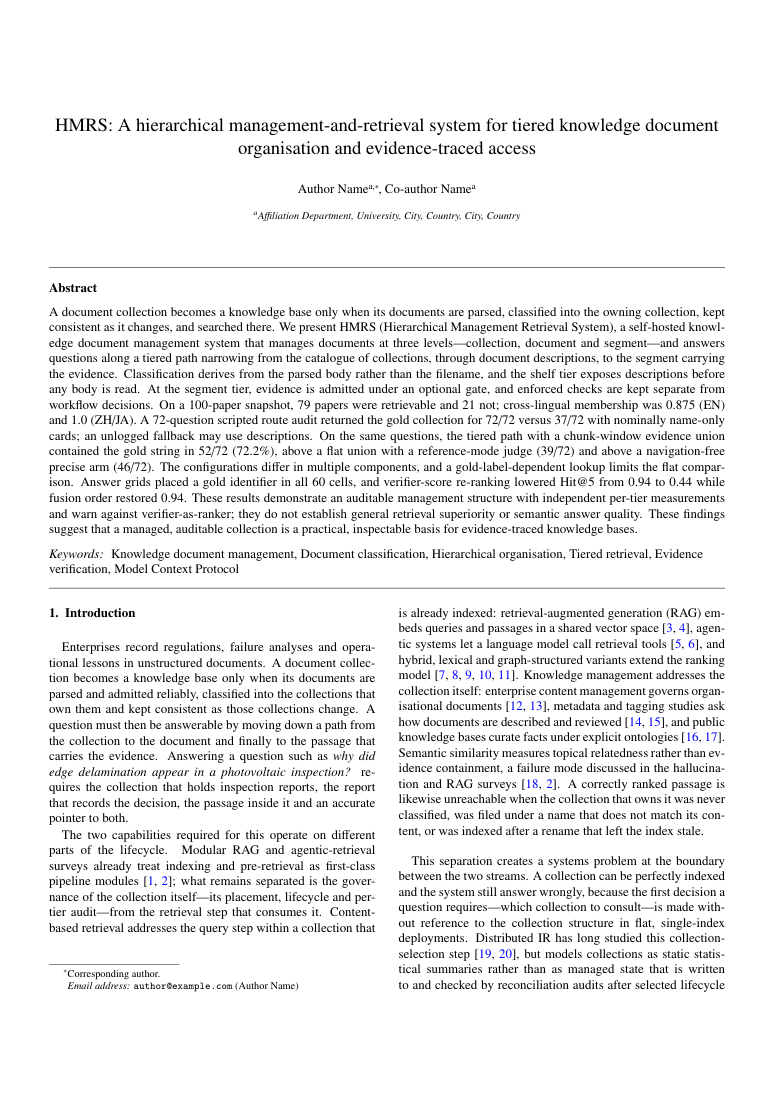 HMRS: A hierarchical management-and-retrieval system for tiered knowledge document
organisation and evidence-traced access
Author Nameᵃ,*, Co-author Nameᵃ
ᵃAffiliation Department, University, City, Country, City, Country
Abstract
A document collection becomes a knowledge base only when its documents are parsed, classified into the owning collection, kept
consistent as it changes, and searched there. We present HMRS (Hierarchical Management Retrieval System), a self-hosted knowl-
edge document management system that manages documents at three levels—collection, document and segment—and answers
questions along a tiered path narrowing from the catalogue of collections, through document descriptions, to the segment carrying
the evidence. Classification derives from the parsed body rather than the filename, and the shelf tier exposes descriptions before
any body is read. At the segment tier, evidence is admitted under an optional gate, and enforced checks are kept separate from
workflow decisions. On a 100-paper snapshot, 79 papers were retrievable and 21 not; cross-lingual membership was 0.875 (EN)
and 1.0 (ZH/JA). A 72-question scripted route audit returned the gold collection for 72/72 versus 37/72 with nominally name-only
cards; an unlogged fallback may use descriptions. On the same questions, the tiered path with a chunk-window evidence union
contained the gold string in 52/72 (72.2%), above a flat union with a reference-mode judge (39/72) and above a navigation-free
precise arm (46/72). The configurations differ in multiple components, and a gold-label-dependent lookup limits the flat compar-
ison. Answer grids placed a gold identifier in all 60 cells, and verifier-score re-ranking lowered Hit@5 from 0.94 to 0.44 while
fusion order restored 0.94. These results demonstrate an auditable management structure with independent per-tier measurements
and warn against verifier-as-ranker; they do not establish general retrieval superiority or semantic answer quality. These findings
suggest that a managed, auditable collection is a practical, inspectable basis for evidence-traced knowledge bases.
Keywords: Knowledge document management, Document classification, Hierarchical organisation, Tiered retrieval, Evidence
verification, Model Context Protocol
1. Introduction
Enterprises record regulations, failure analyses and opera-
tional lessons in unstructured documents. A document collec-
tion becomes a knowledge base only when its documents are
parsed and admitted reliably, classified into the collections that
own them and kept consistent as those collections change. A
question must then be answerable by moving down a path from
the collection to the document and finally to the passage that
carries the evidence. Answering a question such as why did
edge delamination appear in a photovoltaic inspection? re-
quires the collection that holds inspection reports, the report
that records the decision, the passage inside it and an accurate
pointer to both.
The two capabilities required for this operate on different
parts of the lifecycle. Modular RAG and agentic-retrieval
surveys already treat indexing and pre-retrieval as first-class
pipeline modules [1, 2]; what remains separated is the gover-
nance of the collection itself—its placement, lifecycle and per-
tier audit—from the retrieval step that consumes it. Content-
based retrieval addresses the query step within a collection that
*Corresponding author.
Email address: author@example.com (Author Name)
is already indexed: retrieval-augmented generation (RAG) em-
beds queries and passages in a shared vector space [3, 4], agen-
tic systems let a language model call retrieval tools [5, 6], and
hybrid, lexical and graph-structured variants extend the ranking
model [7, 8, 9, 10, 11]. Knowledge management addresses the
collection itself: enterprise content management governs organ-
isational documents [12, 13], metadata and tagging studies ask
how documents are described and reviewed [14, 15], and public
knowledge bases curate facts under explicit ontologies [16, 17].
Semantic similarity measures topical relatedness rather than ev-
idence containment, a failure mode discussed in the hallucina-
tion and RAG surveys [18, 2]. A correctly ranked passage is
likewise unreachable when the collection that owns it was never
classified, was filed under a name that does not match its con-
tent, or was indexed after a rename that left the index stale.
This separation creates a systems problem at the boundary
between the two streams. A collection can be perfectly indexed
and the system still answer wrongly, because the first decision a
question requires—which collection to consult—is made with-
out reference to the collection structure in flat, single-index
deployments. Distributed IR has long studied this collection-
selection step [19, 20], but models collections as static statis-
tical summaries rather than as managed state that is written
to and checked by reconciliation audits after selected lifecycle